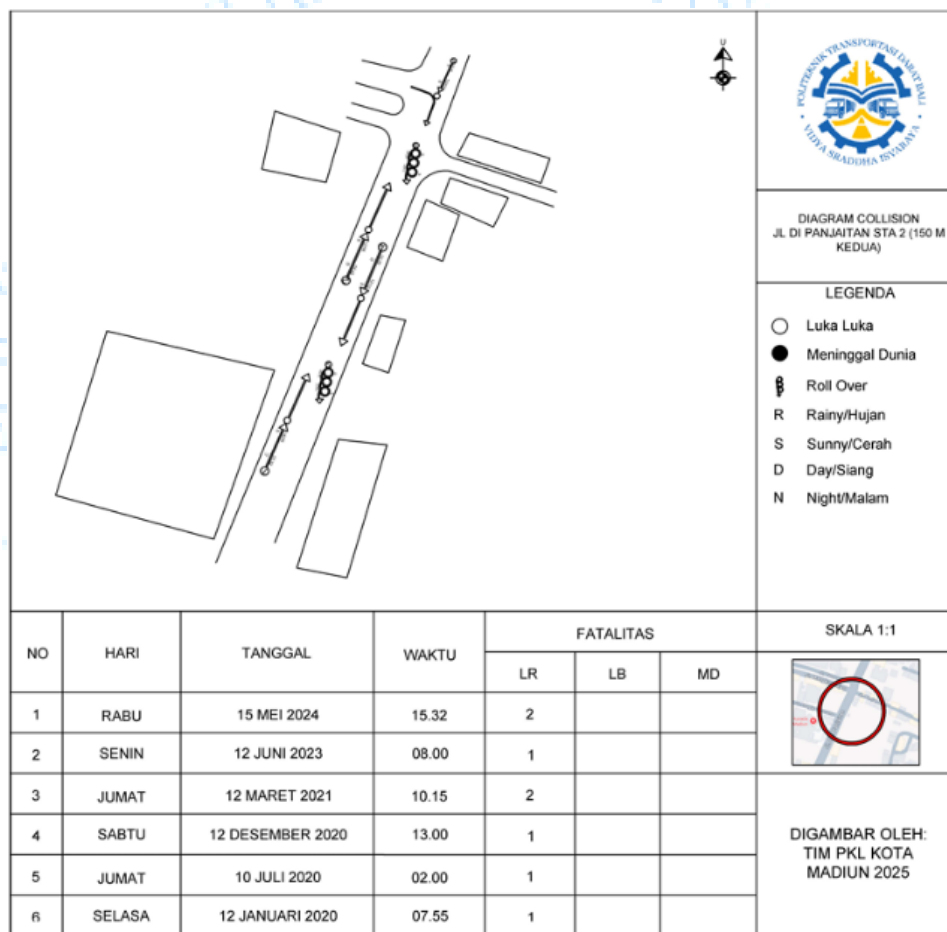 U
POLITEKNIK TRANSPORTASI DARAT BALI
VIDYA SRADDHA ISVARAYA
DIAGRAM COLLISION
JL DI PANJAITAN STA 2 (150 M
KEDUA)
LEGENDA
Luka Luka
Meninggal Dunia
Roll Over
R Rainy/Hujan
S Sunny/Cerah
D Day/Siang
N Night/Malam
NO HARI TANGGAL WAKTU FATALITAS
LR LB MD
1 RABU 15 MEI 2024 15.32 2
2 SENIN 12 JUNI 2023 08.00 1
3 JUMAT 12 MARET 2021 10.15 2
4 SABTU 12 DESEMBER 2020 13.00 1
5 JUMAT 10 JULI 2020 02.00 1
6 SELASA 12 JANUARI 2020 07.55 1
SKALA 1:1
DIGAMBAR OLEH:
TIM PKL KOTA
MADIUN 2025